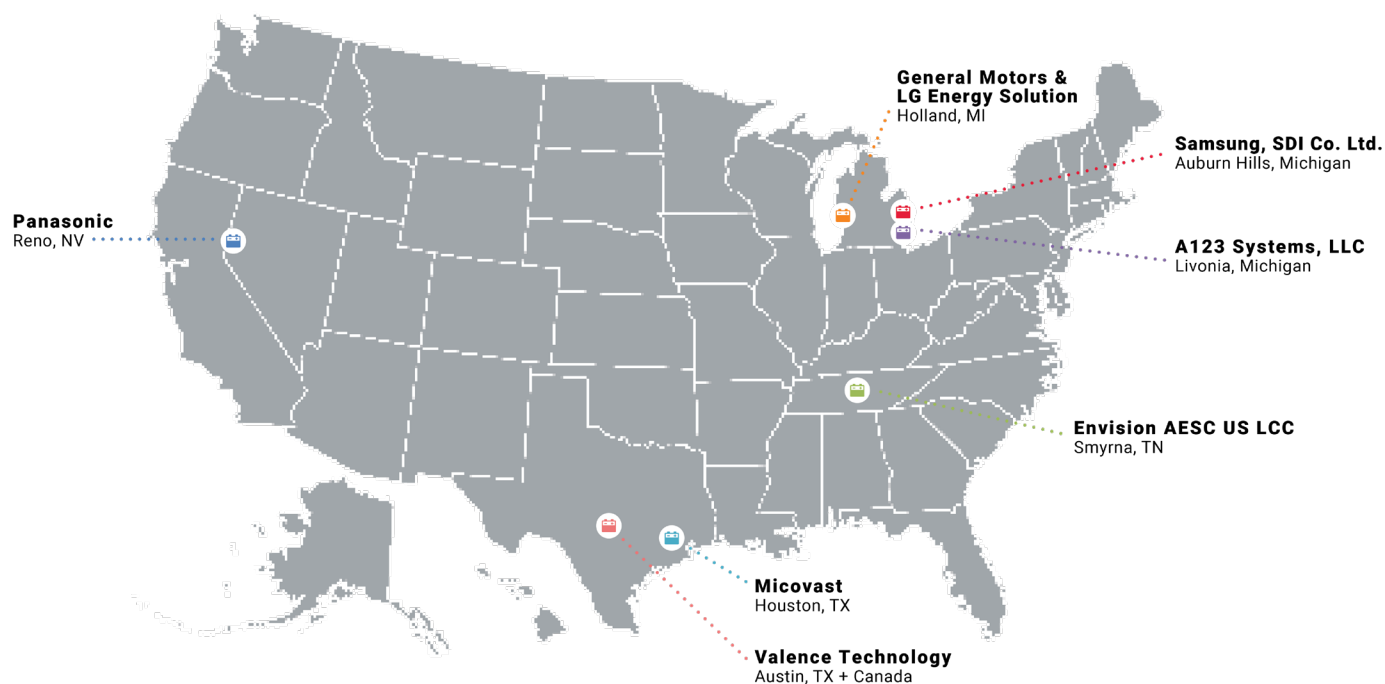 General Motors &
LG Energy Solution
Holland, MI
Samsung, SDI Co. Ltd.
Auburn Hills, Michigan
Panasonic
Reno, NV
A123 Systems, LLC
Livonia, Michigan
Envision AESC US LCC
Smyrna, TN
Micovast
Houston, TX
Valence Technology
Austin, TX + Canada